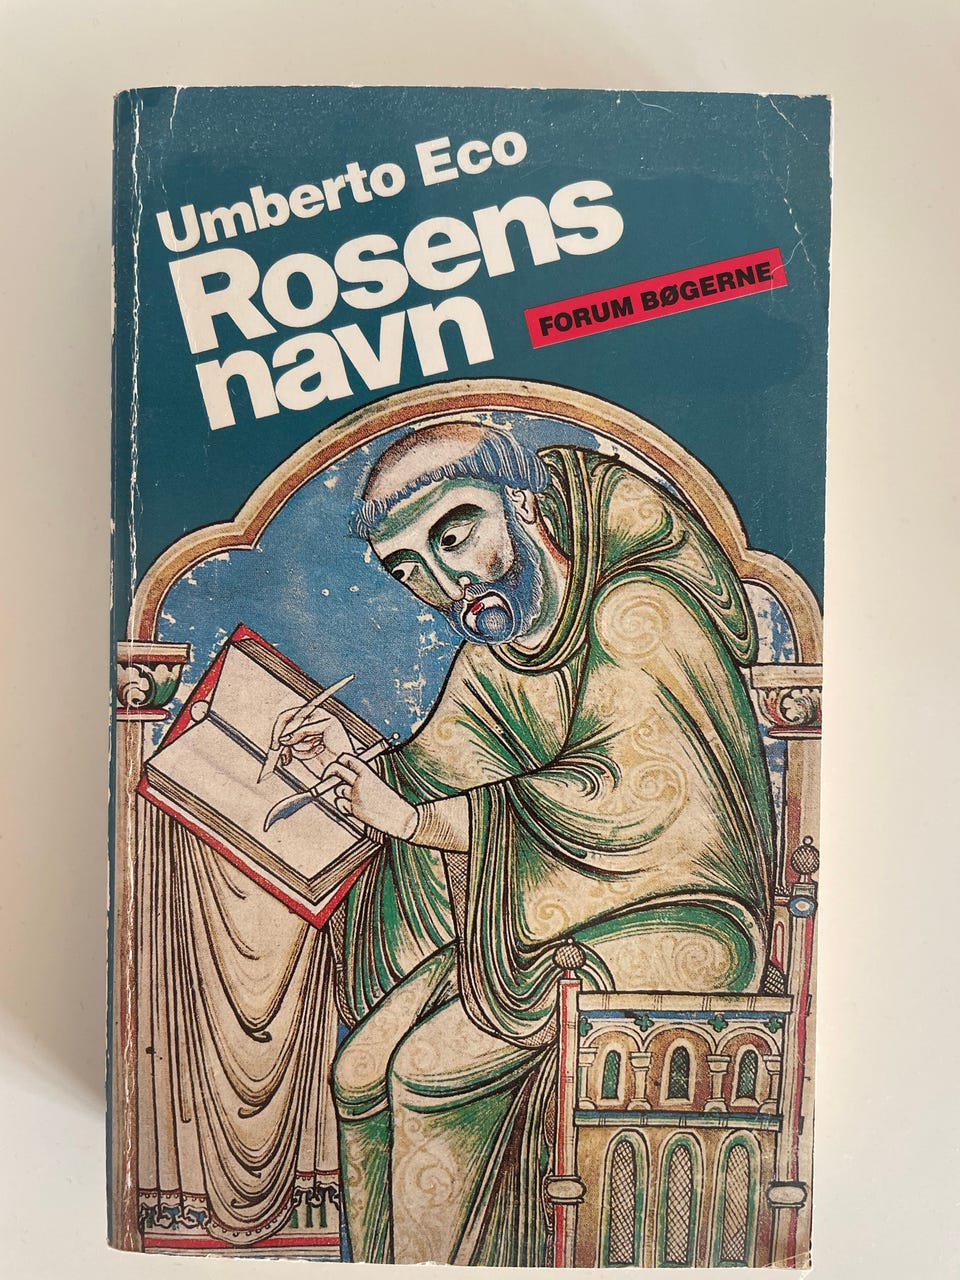 Umberto Eco
Rosens
navn
FORUM BØGERNE